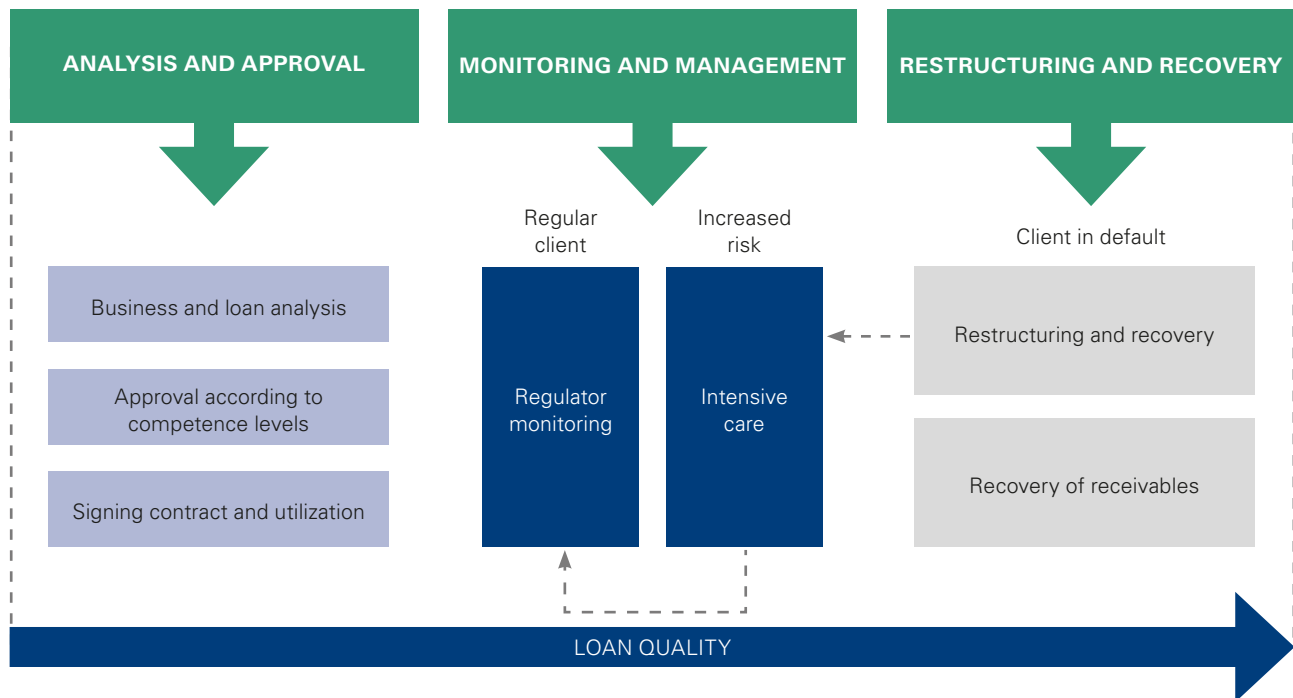 ANALYSIS AND APPROVAL
MONITORING AND MANAGEMENT
RESTRUCTURING AND RECOVERY
Business and loan analysis
Approval according to
competence levels
Signing contract and utilization
Regular
client
Regulator
monitoring
Increased
risk
Intensive
care
Client in default
Restructuring and recovery
Recovery of receivables
LOAN QUALITY